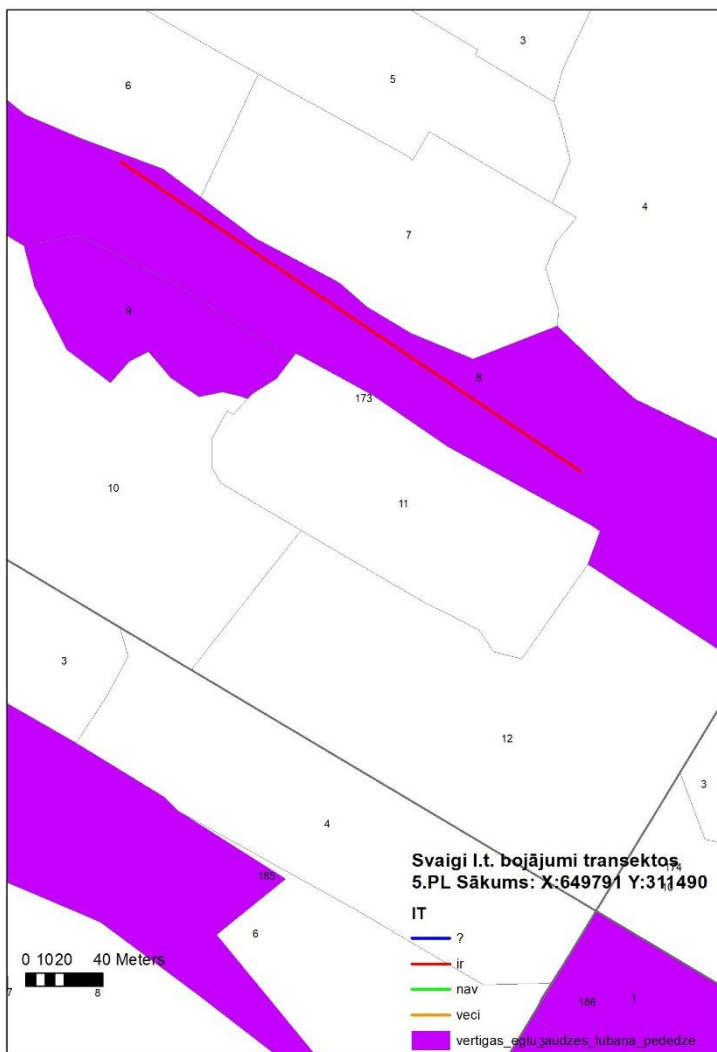 3
5
6
4
7
9
8
173
10
11
3
12
3
4
Svaigi I.t. bojājumi transektos
174
185
5.PL Sākums: X:649791 Y:311490
10
IT
6
?
0 1020 40 Meters
ir
7
8
nav
186
1
veci
vertigas_eglu_jaudzes_lubana_pededze